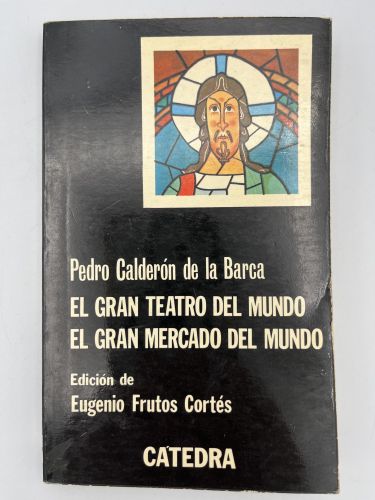 Pedro Calderón de la Barca
EL GRAN TEATRO DEL MUNDO
EL GRAN MERCADO DEL MUNDO
Edición de
Eugenio Frutos Cortés
CATEDRA